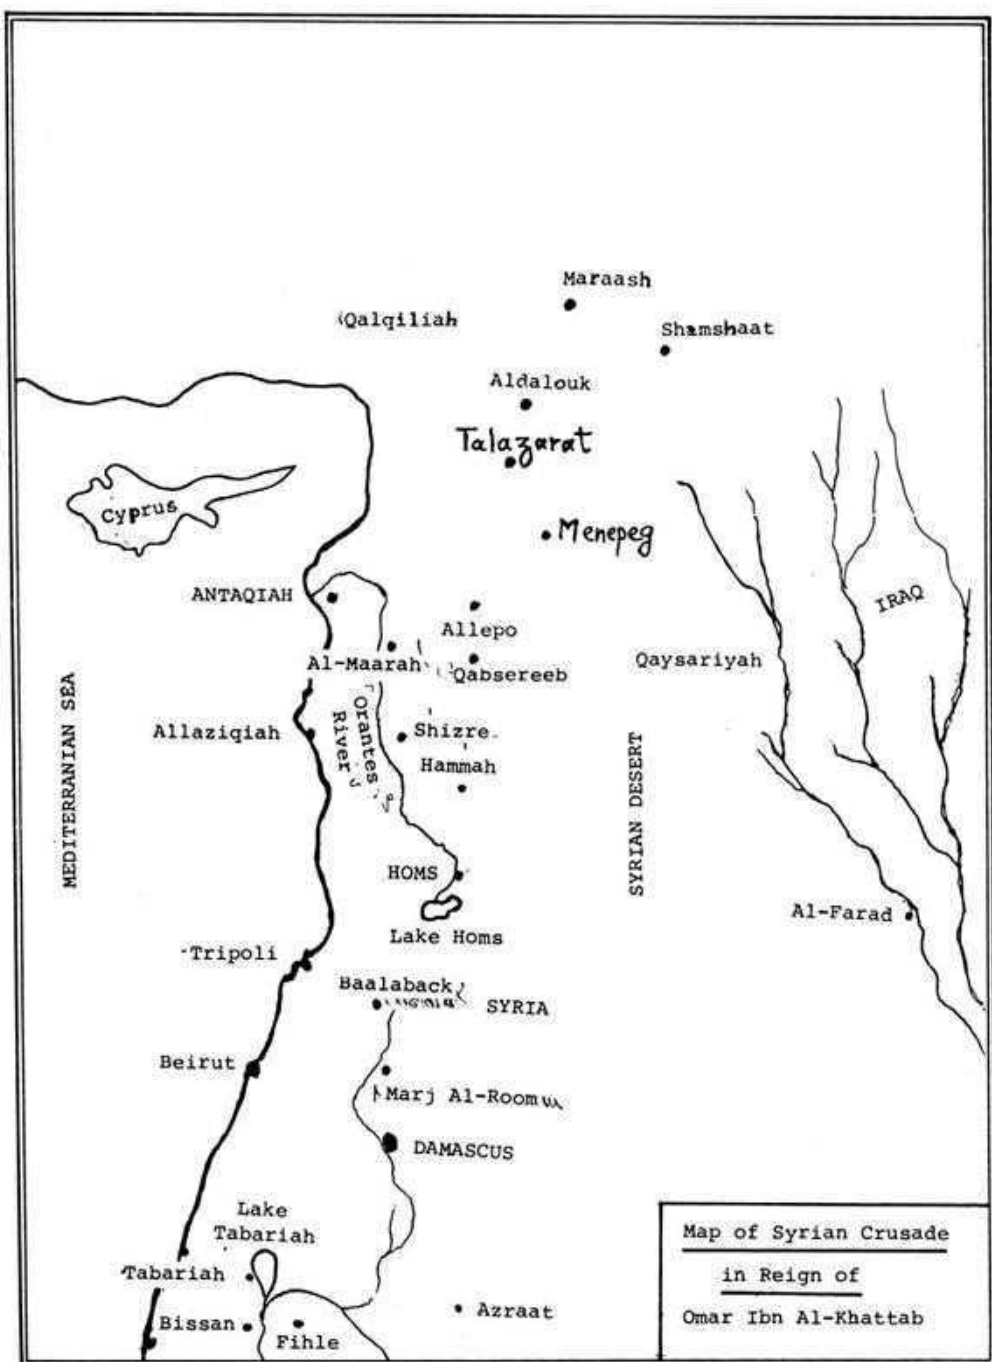 Maraash
Qalqiliah
Shamshaat
Aldalouk
Talazarat
Cyprus
Menepeg
ANTAQIAH
IRAQ
Allepo
Al-Maarah
Qabsereeb
Qaysariyah
Orantes
River
MEDITERRANIAN SEA
Allaziqiah
Shizre
Hammah
SYRIAN DESERT
HOMS
Al-Farad
Lake Homs
Tripoli
Baalaback
SYRIA
Beirut
Marj Al-Room
DAMASCUS
Lake
Tabariah
Tabariah
Azraat
Bissan
Fihle
Map of Syrian Crusade
in Reign of
Omar Ibn Al-Khattab